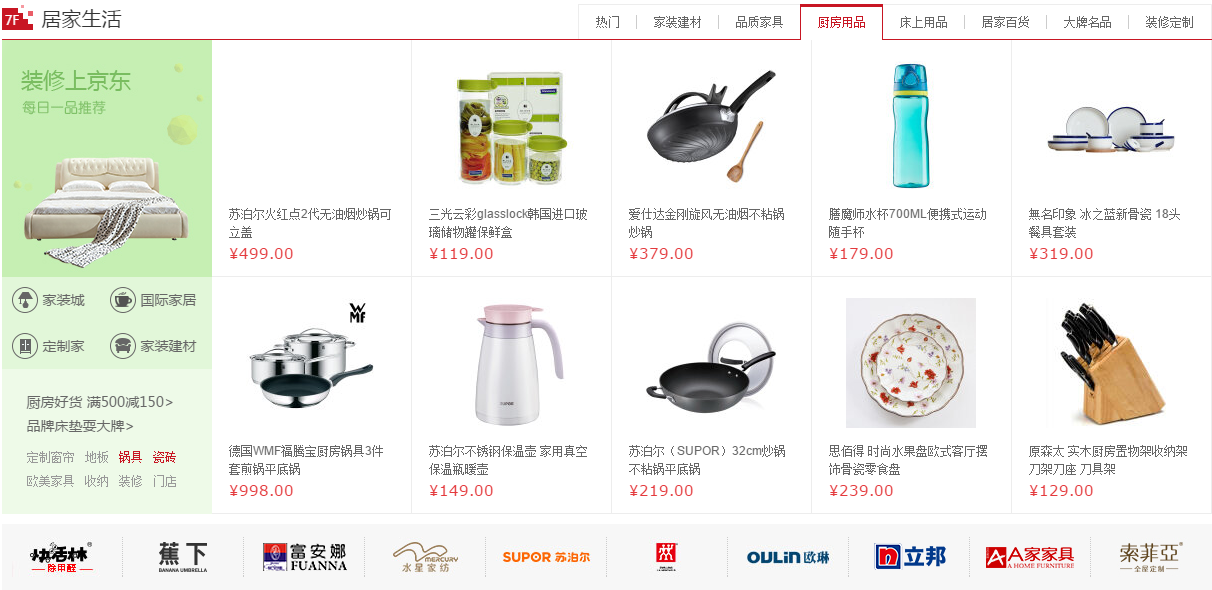 7F 居家生活
热门 家装建材 品质家具 厨房用品 床上用品 居家百货 大牌名品 装修定制
装修上京东
每日一品推荐
家装城 国际家居
定制家 家装建材
厨房好货 满500减150>
品牌床垫耍大牌>
定制窗帘 地板 锅具 瓷砖
欧美家具 收纳 装修 门店
苏泊尔火红点2代无油烟炒锅可
立盖
¥499.00
三光云彩glasslock韩国进口玻
璃储物罐保鲜盒
¥119.00
爱仕达金刚旋风无油烟不粘锅
炒锅
¥379.00
膳魔师水杯700ML便携式运动
随手杯
¥179.00
無名印象 冰之蓝新骨瓷 18头
餐具套装
¥319.00
WMF
德国WMF福腾宝厨房锅具3件
套煎锅平底锅
¥998.00
SUPOR
苏泊尔不锈钢保温壶 家用真空
保温瓶暖壶
¥149.00
苏泊尔（SUPOR）32cm炒锅
不粘锅平底锅
¥219.00
思佰得 时尚水果盘欧式客厅摆
饰骨瓷零食盘
¥239.00
原森太 实木厨房置物架收纳架
刀架刀座 刀具架
¥129.00
快活林®
除甲醛
蕉下
BANANA UMBRELLA
富安娜
FUANNA
MERCURY
水星家纺
SUPOR 苏泊尔
OULIN 欧琳
立邦
A家家具
A HOME FURNITURE
索菲亞®
全屋定制